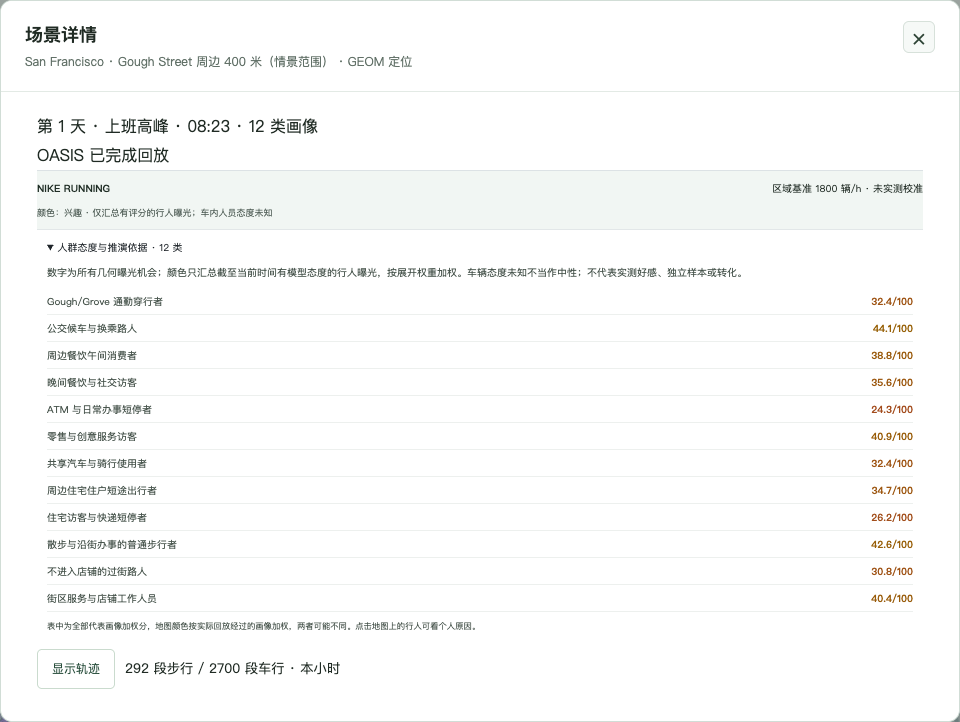 场景详情
San Francisco · Gough Street 周边 400 米（情景范围） · GEOM 定位
第 1 天 · 上班高峰 · 08:23 · 12 类画像
OASIS 已完成回放
NIKE RUNNING 区域基准 1800 辆/h · 未实测校准
颜色：兴趣 · 仅汇总有评分的行人曝光；车内人员态度未知
▼ 人群态度与推演依据 · 12 类
数字为所有几何曝光机会；颜色只汇总截至当前时间有模型态度的行人曝光，按展开权重加权。车辆态度未知不当作中性；不代表实测好感、独立样本或转化。
Gough/Grove 通勤穿行者 32.4/100
公交候车与换乘路人 44.1/100
周边餐饮午间消费者 38.8/100
晚间餐饮与社交访客 35.6/100
ATM 与日常办事短停者 24.3/100
零售与创意服务访客 40.9/100
共享汽车与骑行使用者 32.4/100
周边住宅住户短途出行者 34.7/100
住宅访客与快递短停者 26.2/100
散步与沿街办事的普通步行者 42.6/100
不进入店铺的过街路人 30.8/100
街区服务与店铺工作人员 40.4/100
表中为全部代表画像加权分，地图颜色按实际回放经过的画像加权，两者可能不同。点击地图上的行人可看个人原因。
显示轨迹 292 段步行 / 2700 段车行 · 本小时